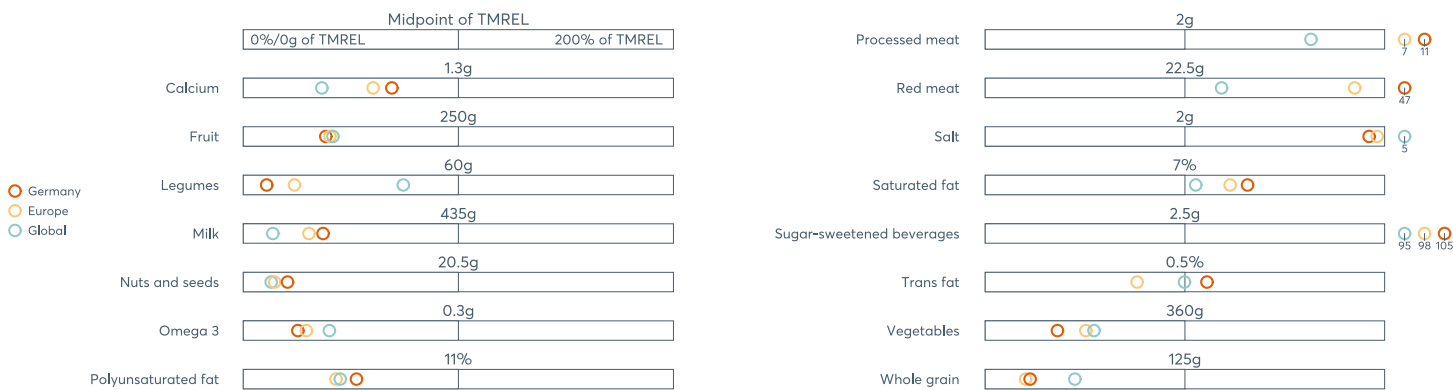 Midpoint of TMREL
0%/0g of TMREL
200% of TMREL
1.3g
Calcium
250g
Fruit
60g
Legumes
435g
Milk
20.5g
Nuts and seeds
0.3g
Omega 3
11%
Polyunsaturated fat
Germany
Europe
Global
2g
Processed meat
7 11
22.5g
Red meat
47
2g
Salt
5
7%
Saturated fat
2.5g
Sugar-sweetened beverages
95 98 105
0.5%
Trans fat
360g
Vegetables
125g
Whole grain